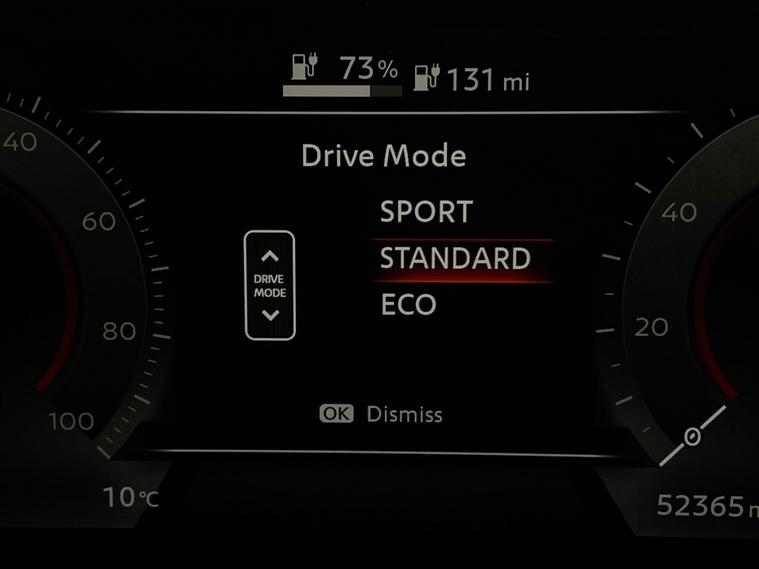 73% 131 mi
Drive Mode
SPORT
STANDARD
ECO
DRIVE
MODE
OK Dismiss
40
60
80
100
40
20
0
10°C
52365